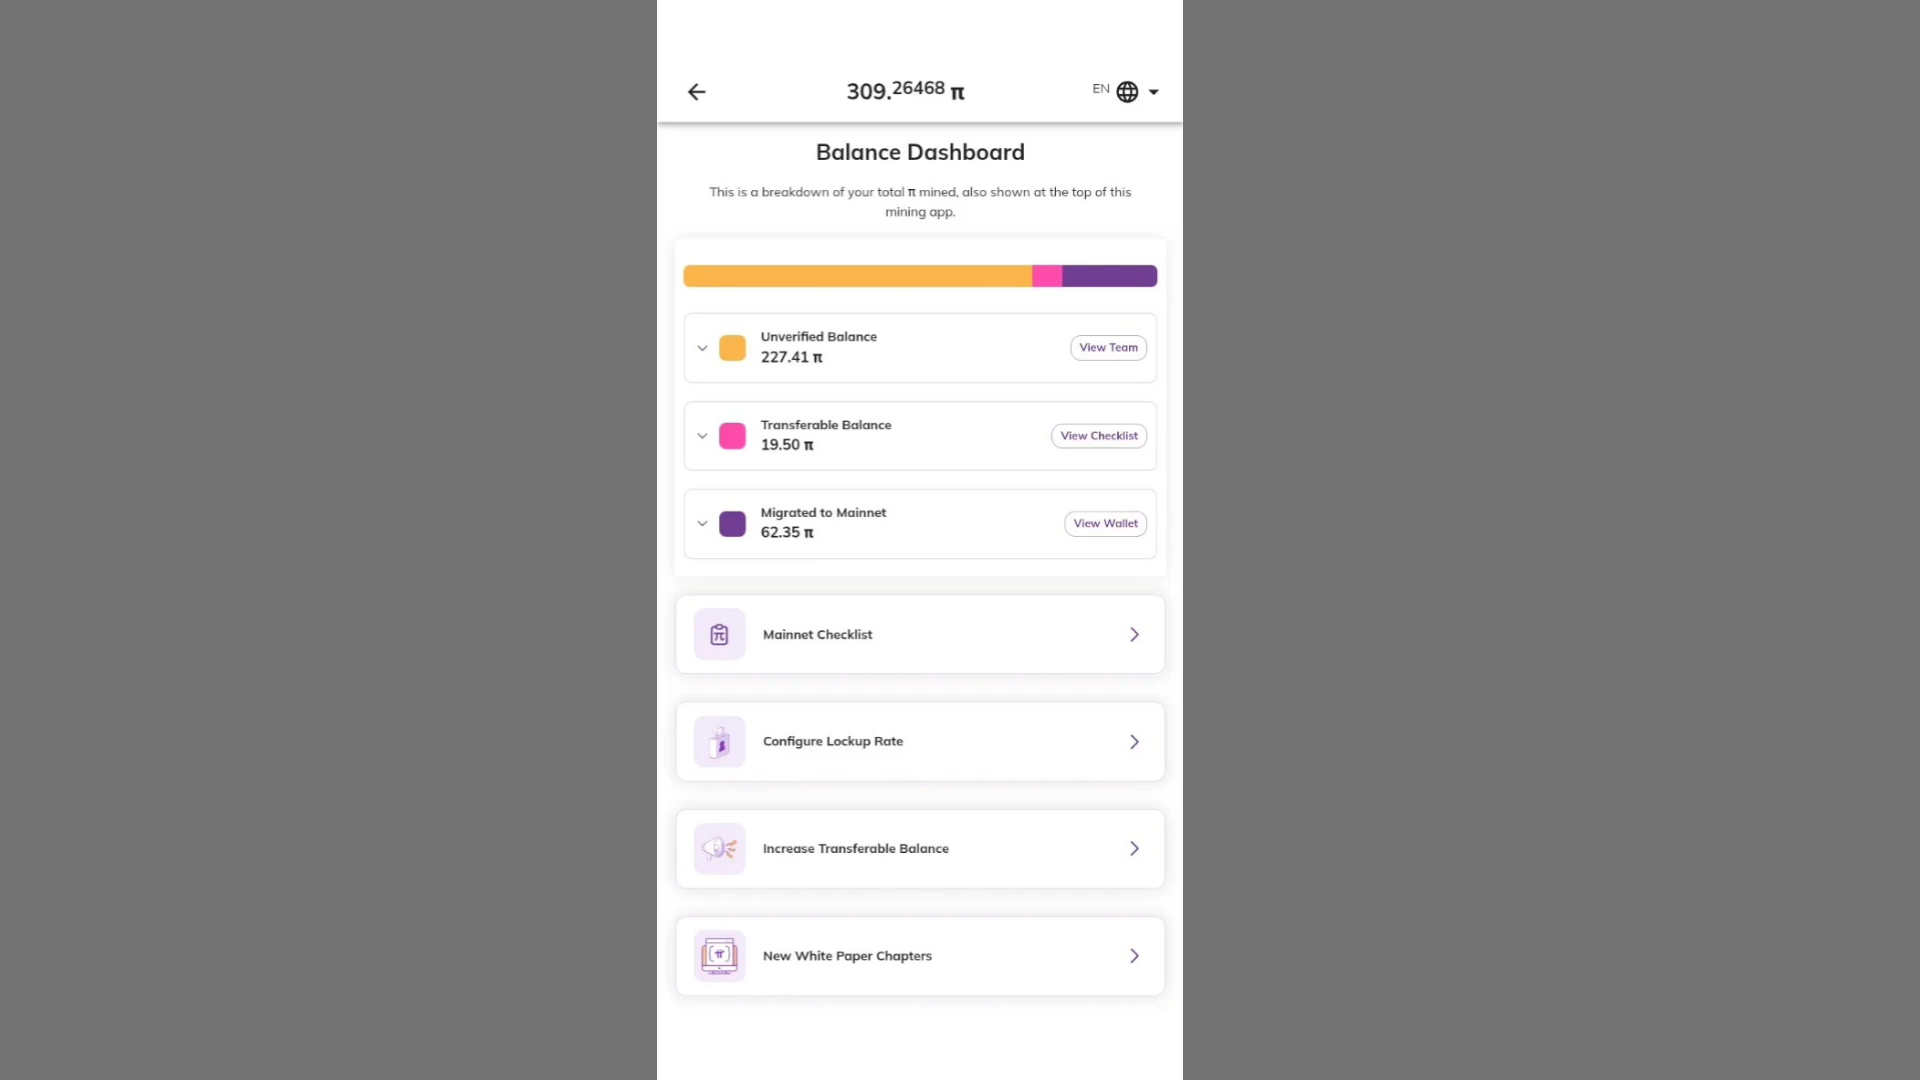 309.26468 π
EN
Balance Dashboard
This is a breakdown of your total π mined, also shown at the top of this
mining app.
Unverified Balance
227.41 π
View Team
Transferable Balance
19.50 π
View Checklist
Migrated to Mainnet
62.35 π
View Wallet
Mainnet Checklist
Configure Lockup Rate
Increase Transferable Balance
New White Paper Chapters